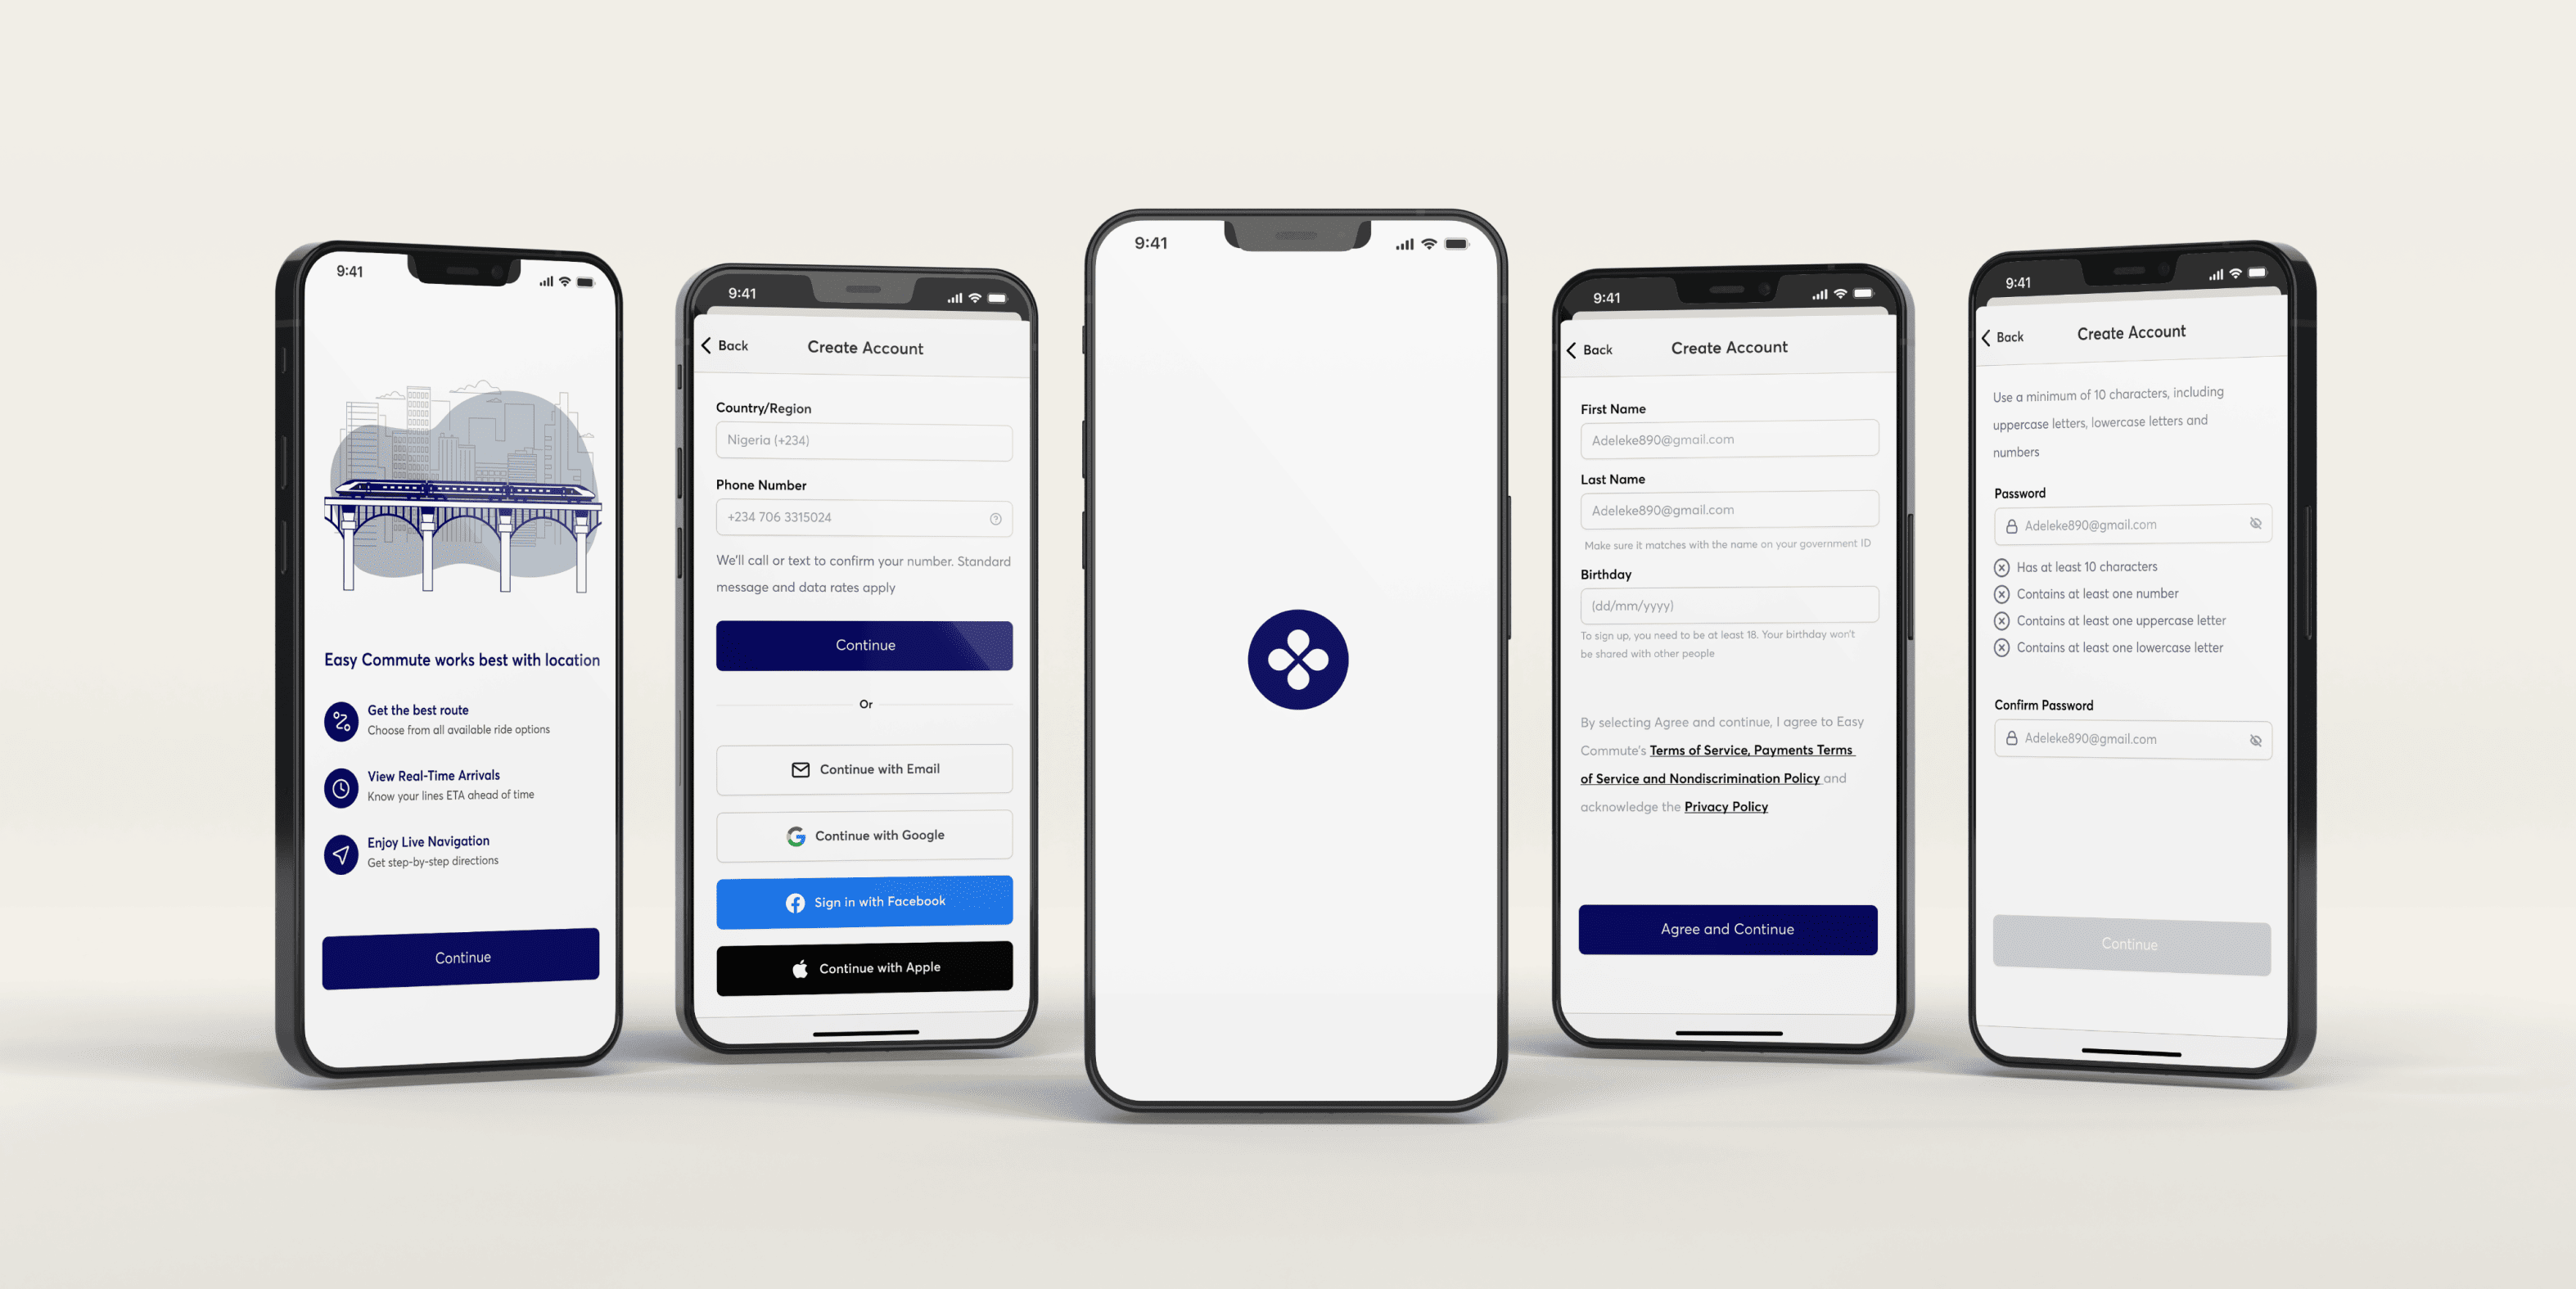 9:41
Easy Commute works best with location
Get the best route
Choose from all available ride options
View Real-Time Arrivals
Know your lines ETA ahead of time
Enjoy Live Navigation
Get step-by-step directions
Continue
9:41
Back
Create Account
Country/Region
Nigeria (+234)
Phone Number
+234 706 3315024
We'll call or text to confirm your number. Standard
message and data rates apply
Continue
Or
Continue with Email
Continue with Google
Sign in with Facebook
Continue with Apple
9:41
9:41
Back
Create Account
First Name
Adeleke890@gmail.com
Last Name
Adeleke890@gmail.com
Make sure it matches with the name on your government ID
Birthday
(dd/mm/yyyy)
To sign up, you need to be at least 18. Your birthday won't
be shared with other people
By selecting Agree and continue, I agree to Easy
Commute's Terms of Service, Payments Terms
of Service and Nondiscrimination Policy and
acknowledge the Privacy Policy
Agree and Continue
9:41
Back
Create Account
Use a minimum of 10 characters, including
uppercase letters, lowercase letters and
numbers
Password
Adeleke890@gmail.com
Has at least 10 characters
Contains at least one number
Contains at least one uppercase letter
Contains at least one lowercase letter
Confirm Password
Adeleke890@gmail.com
Continue